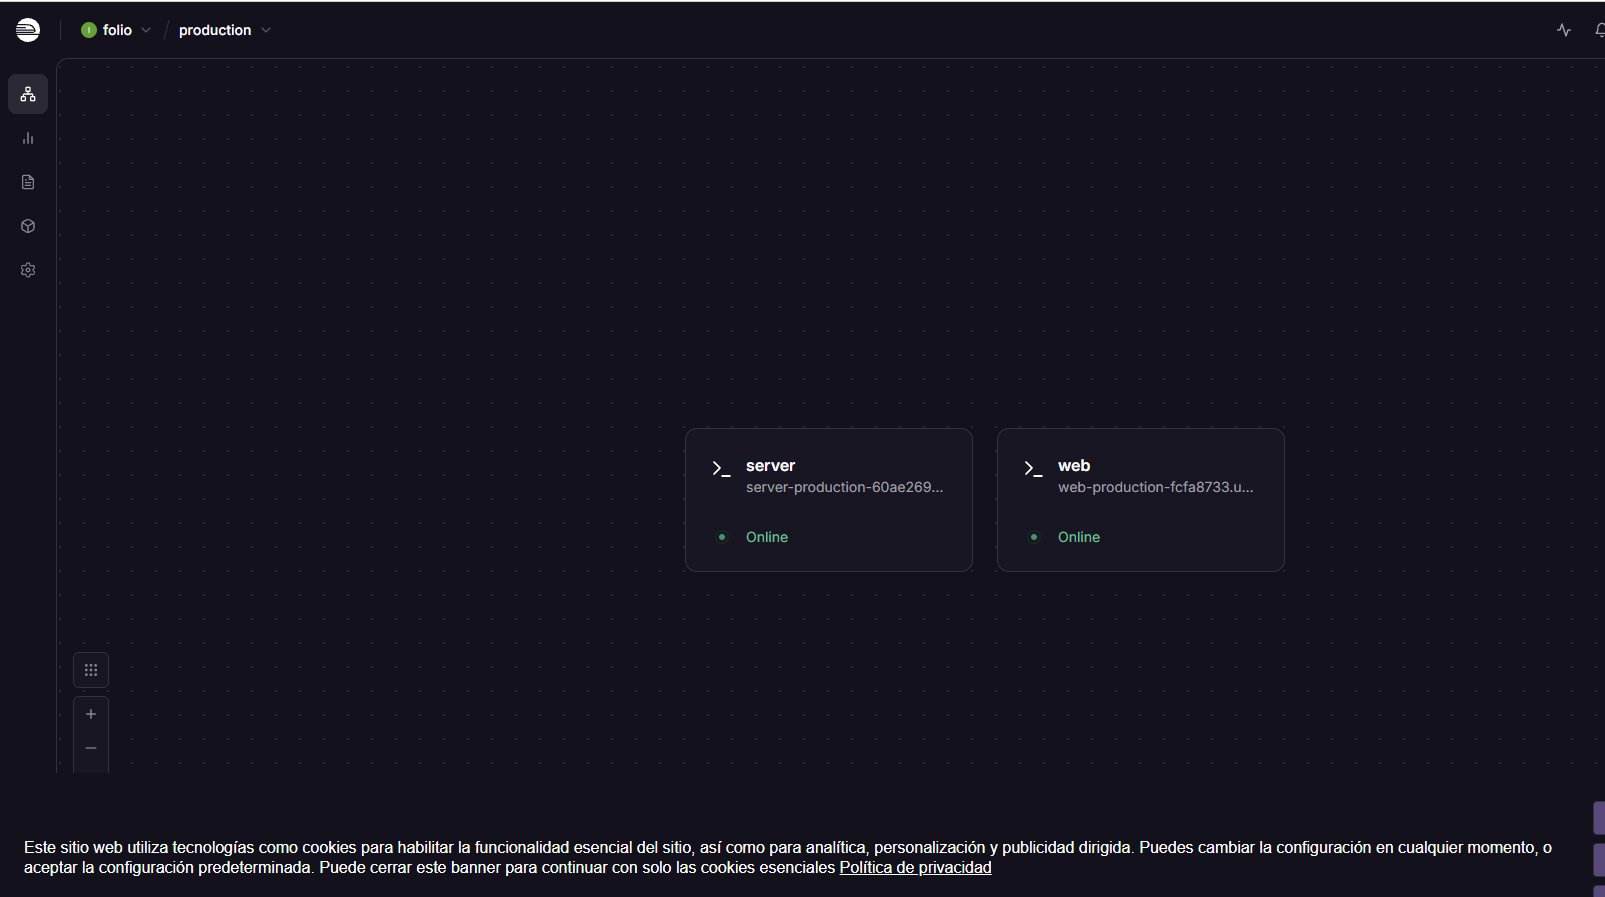 folio / production
server
server-production-60ae269...
Online
web
web-production-fcfa8733.u...
Online
Este sitio web utiliza tecnologías como cookies para habilitar la funcionalidad esencial del sitio, así como para analítica, personalización y publicidad dirigida. Puedes cambiar la configuración en cualquier momento, o
aceptar la configuración predeterminada. Puede cerrar este banner para continuar con solo las cookies esenciales Política de privacidad